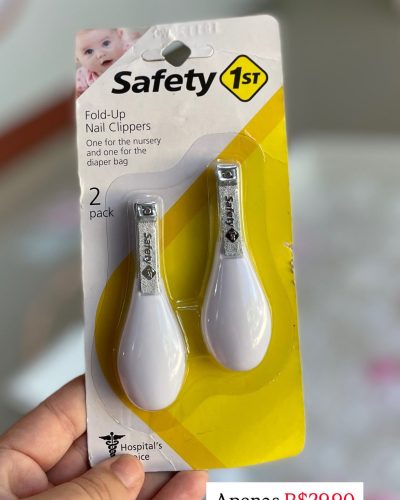 Safety 1ST
Fold-Up
Nail Clippers
One for the nursery
and one for the
diaper bag
2
pack
Safety
Safety
Hospital's
Apenas R$29,90